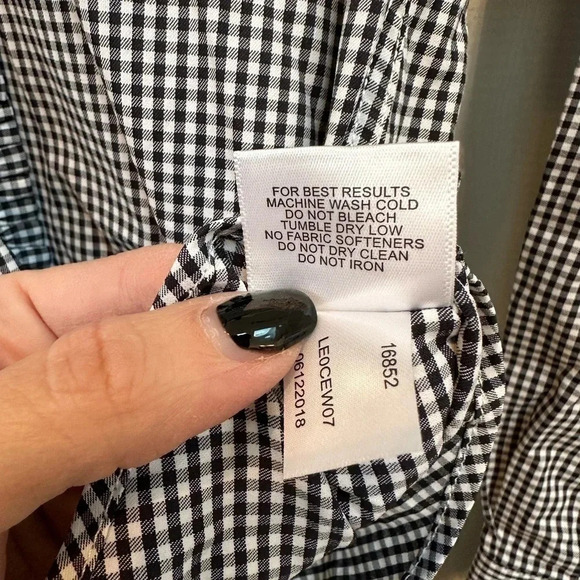 FOR BEST RESULTS
MACHINE WASH COLD
DO NOT BLEACH
TUMBLE DRY LOW
NO FABRIC SOFTENERS
DO NOT DRY CLEAN
DO NOT IRON
16852
LE0CEW07
06122018